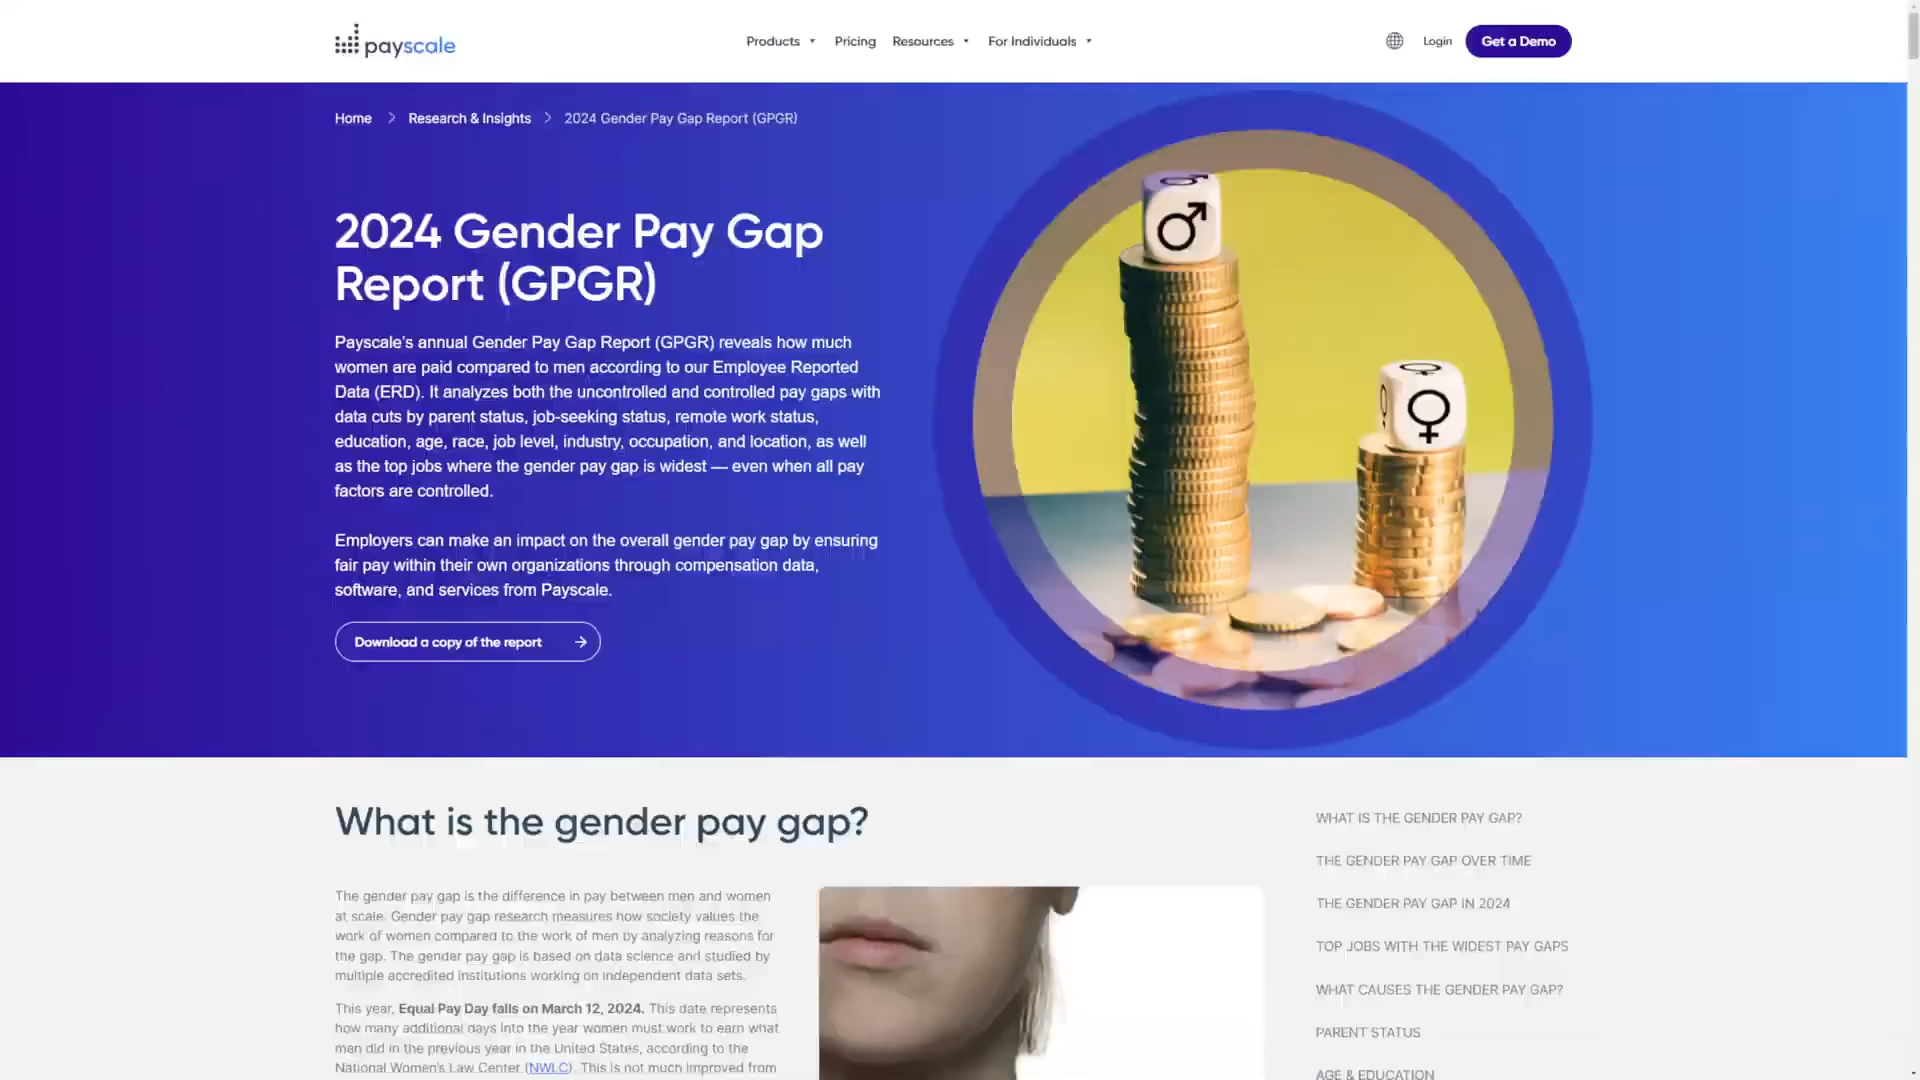 payscale
Products
Pricing
Resources
For Individuals
Login
Get a Demo
Home
Research & Insights
2024 Gender Pay Gap Report (GPGR)
2024 Gender Pay Gap
Report (GPGR)
Payscale's annual Gender Pay Gap Report (GPGR) reveals how much
women are paid compared to men according to our Employee Reported
Data (ERD). It analyzes both the uncontrolled and controlled pay gaps with
data cuts by parent status, job-seeking status, remote work status,
education, age, race, job level, industry, occupation, and location, as well
as the top jobs where the gender pay gap is widest — even when all pay
factors are controlled.
Employers can make an impact on the overall gender pay gap by ensuring
fair pay within their own organizations through compensation data,
software, and services from Payscale.
Download a copy of the report
What is the gender pay gap?
The gender pay gap is the difference in pay between men and women
at scale. Gender pay gap research measures how society values the
work of women compared to the work of men by analyzing reasons for
the gap. The gender pay gap is based on data science and studied by
multiple accredited institutions working on independent data sets.
This year, Equal Pay Day falls on March 12, 2024. This date represents
how many additional days into the year women must work to earn what
men did in the previous year in the United States, according to the
National Women's Law Center (NWLC). This is not much improved from
WHAT IS THE GENDER PAY GAP?
THE GENDER PAY GAP OVER TIME
THE GENDER PAY GAP IN 2024
TOP JOBS WITH THE WIDEST PAY GAPS
WHAT CAUSES THE GENDER PAY GAP?
PARENT STATUS
AGE & EDUCATION